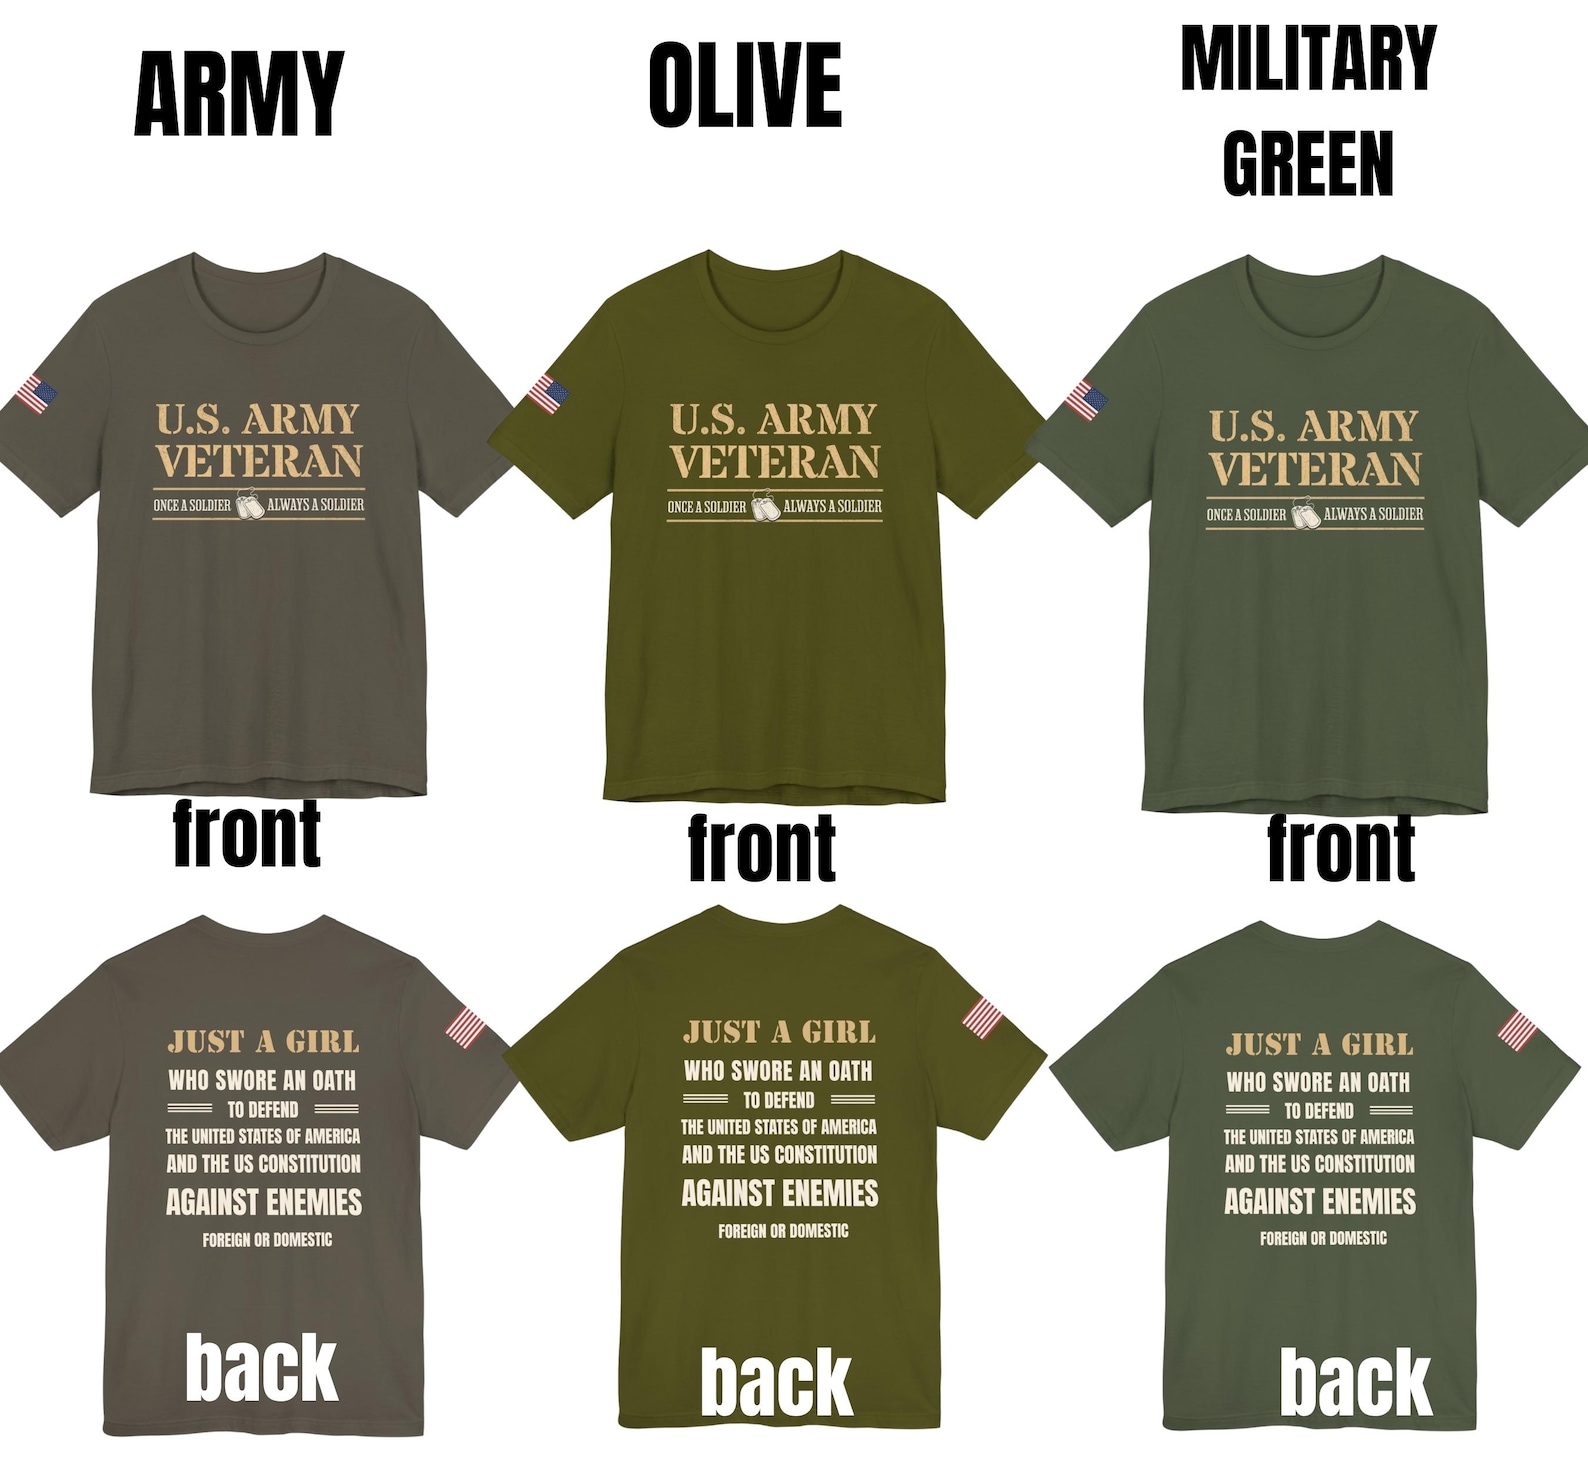 ARMY
OLIVE
MILITARY
GREEN
U.S. ARMY
VETERAN
ONCE A SOLDIER ALWAYS A SOLDIER
U.S. ARMY
VETERAN
ONCE A SOLDIER ALWAYS A SOLDIER
U.S. ARMY
VETERAN
ONCE A SOLDIER ALWAYS A SOLDIER
front
front
front
JUST A GIRL
WHO SWORE AN OATH
TO DEFEND
THE UNITED STATES OF AMERICA
AND THE US CONSTITUTION
AGAINST ENEMIES
FOREIGN OR DOMESTIC
back
JUST A GIRL
WHO SWORE AN OATH
TO DEFEND
THE UNITED STATES OF AMERICA
AND THE US CONSTITUTION
AGAINST ENEMIES
FOREIGN OR DOMESTIC
back
JUST A GIRL
WHO SWORE AN OATH
TO DEFEND
THE UNITED STATES OF AMERICA
AND THE US CONSTITUTION
AGAINST ENEMIES
FOREIGN OR DOMESTIC
back